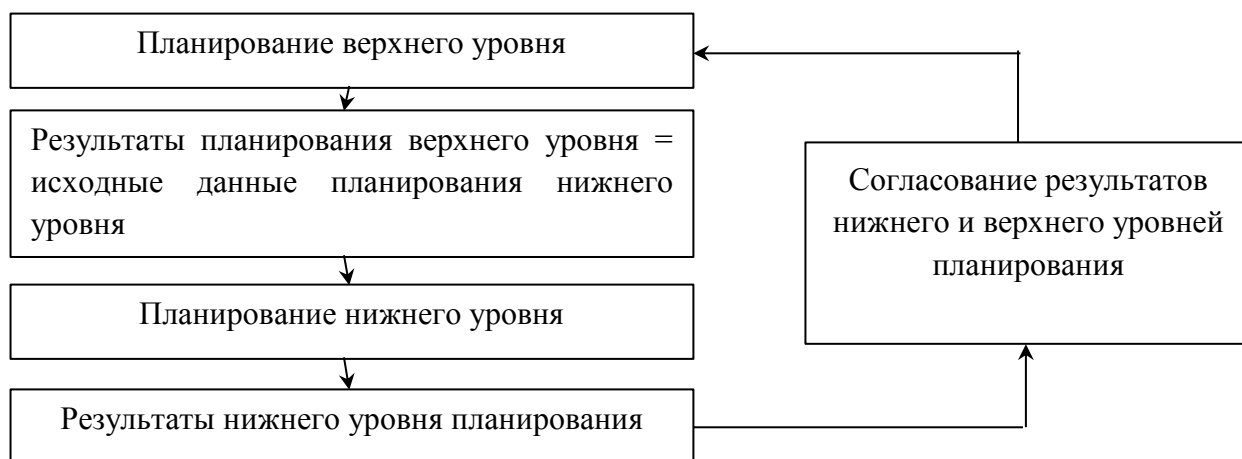 Планирование верхнего уровня
Результаты планирования верхнего уровня =
исходные данные планирования нижнего
уровня
Планирование нижнего уровня
Результаты нижнего уровня планирования
Согласование результатов
нижнего и верхнего уровней
планирования